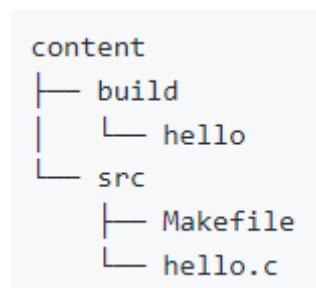 content
├── build
│   └── hello
└── src
    ├── Makefile
    └── hello.c